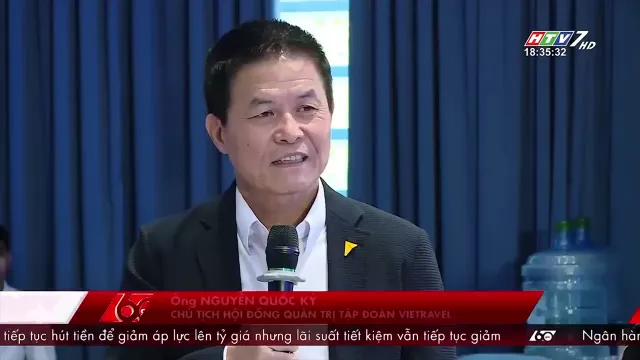 HTV7 HD
18:35:32
60
Ông NGUYỄN QUỐC KỲ
CHỦ TỊCH HỘI ĐỒNG QUẢN TRỊ TẬP ĐOÀN VIETRAVEL
tiếp tục hút tiền để giảm áp lực lên tỷ giá nhưng lãi suất tiết kiệm vẫn tiếp tục giảm 60 Ngân hà